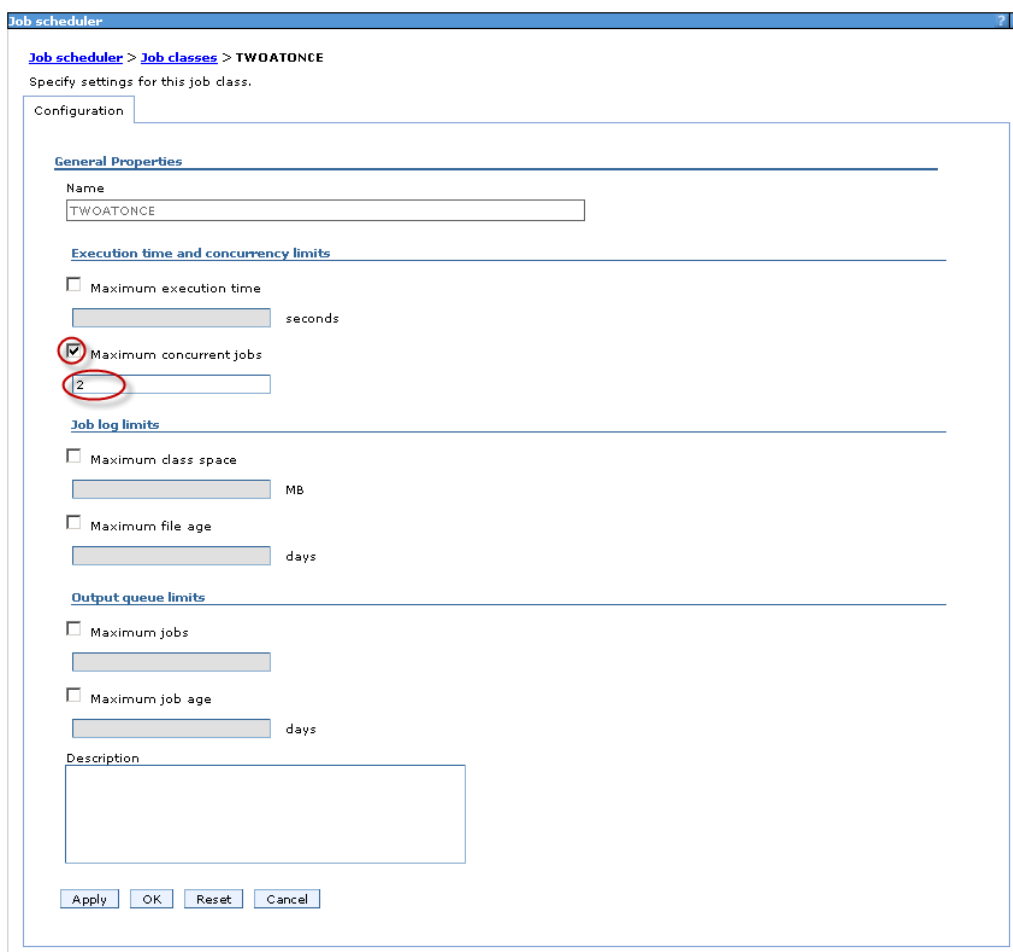 Job scheduler ?
Job scheduler > Job classes > TWOATONCE
Specify settings for this job class.
Configuration
General Properties
Name
TWOATONCE
Execution time and concurrency limits
Maximum execution time
seconds
Maximum concurrent jobs
2
Job log limits
Maximum class space
MB
Maximum file age
days
Output queue limits
Maximum jobs
Maximum job age
days
Description
Apply OK Reset Cancel